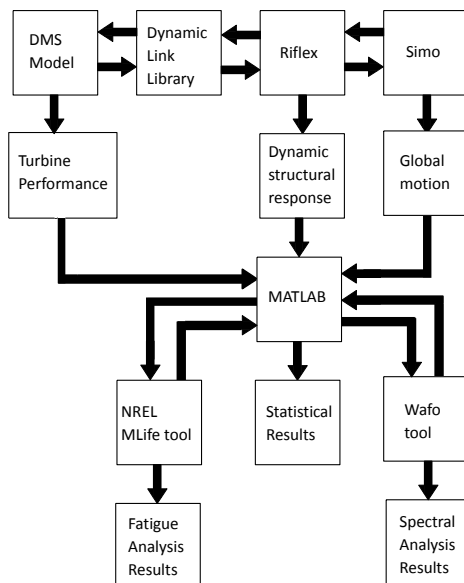 DMS
Model
Dynamic
Link
Library
Riflex
Simo
Turbine
Performance
Dynamic
structural
response
Global
motion
MATLAB
NREL
MLife tool
Statistical
Results
Wafo
tool
Fatigue
Analysis
Results
Spectral
Analysis
Results